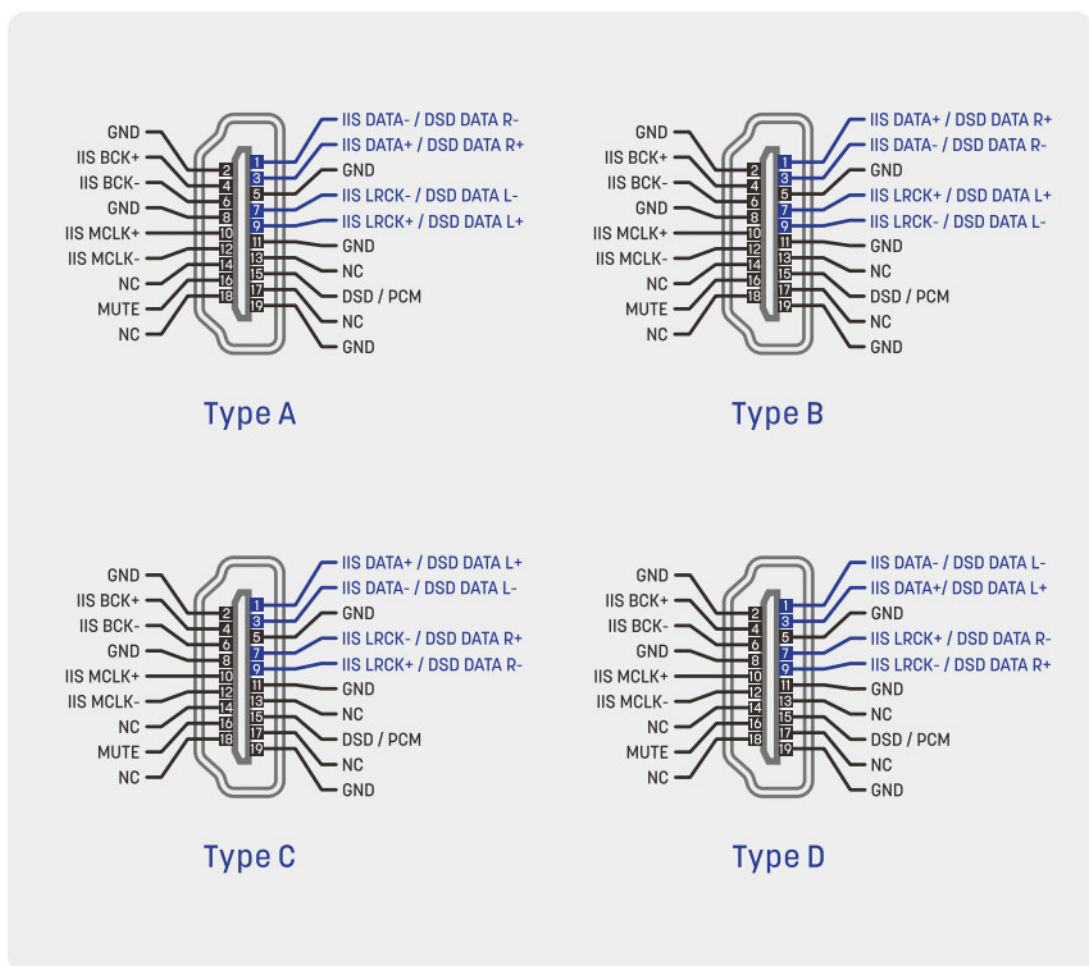 GND
IIS BCK+
IIS BCK-
GND
IIS MCLK+
IIS MCLK-
NC
MUTE
NC
2
4
6
8
10
12
14
16
18
1
3
5
7
9
11
13
15
17
19
IIS DATA- / DSD DATA R-
IIS DATA+ / DSD DATA R+
GND
IIS LRCK- / DSD DATA L-
IIS LRCK+ / DSD DATA L+
GND
NC
DSD / PCM
NC
GND
Type A
GND
IIS BCK+
IIS BCK-
GND
IIS MCLK+
IIS MCLK-
NC
MUTE
NC
2
4
6
8
10
12
14
16
18
1
3
5
7
9
11
13
15
17
19
IIS DATA+ / DSD DATA R+
IIS DATA- / DSD DATA R-
GND
IIS LRCK+ / DSD DATA L+
IIS LRCK- / DSD DATA L-
GND
NC
DSD / PCM
NC
GND
Type B
GND
IIS BCK+
IIS BCK-
GND
IIS MCLK+
IIS MCLK-
NC
MUTE
NC
2
4
6
8
10
12
14
16
18
1
3
5
7
9
11
13
15
17
19
IIS DATA+ / DSD DATA L+
IIS DATA- / DSD DATA L-
GND
IIS LRCK- / DSD DATA R+
IIS LRCK+ / DSD DATA R-
GND
NC
DSD / PCM
NC
GND
Type C
GND
IIS BCK+
IIS BCK-
GND
IIS MCLK+
IIS MCLK-
NC
MUTE
NC
2
4
6
8
10
12
14
16
18
1
3
5
7
9
11
13
15
17
19
IIS DATA- / DSD DATA L-
IIS DATA+/ DSD DATA L+
GND
IIS LRCK+ / DSD DATA R-
IIS LRCK- / DSD DATA R+
GND
NC
DSD / PCM
NC
GND
Type D